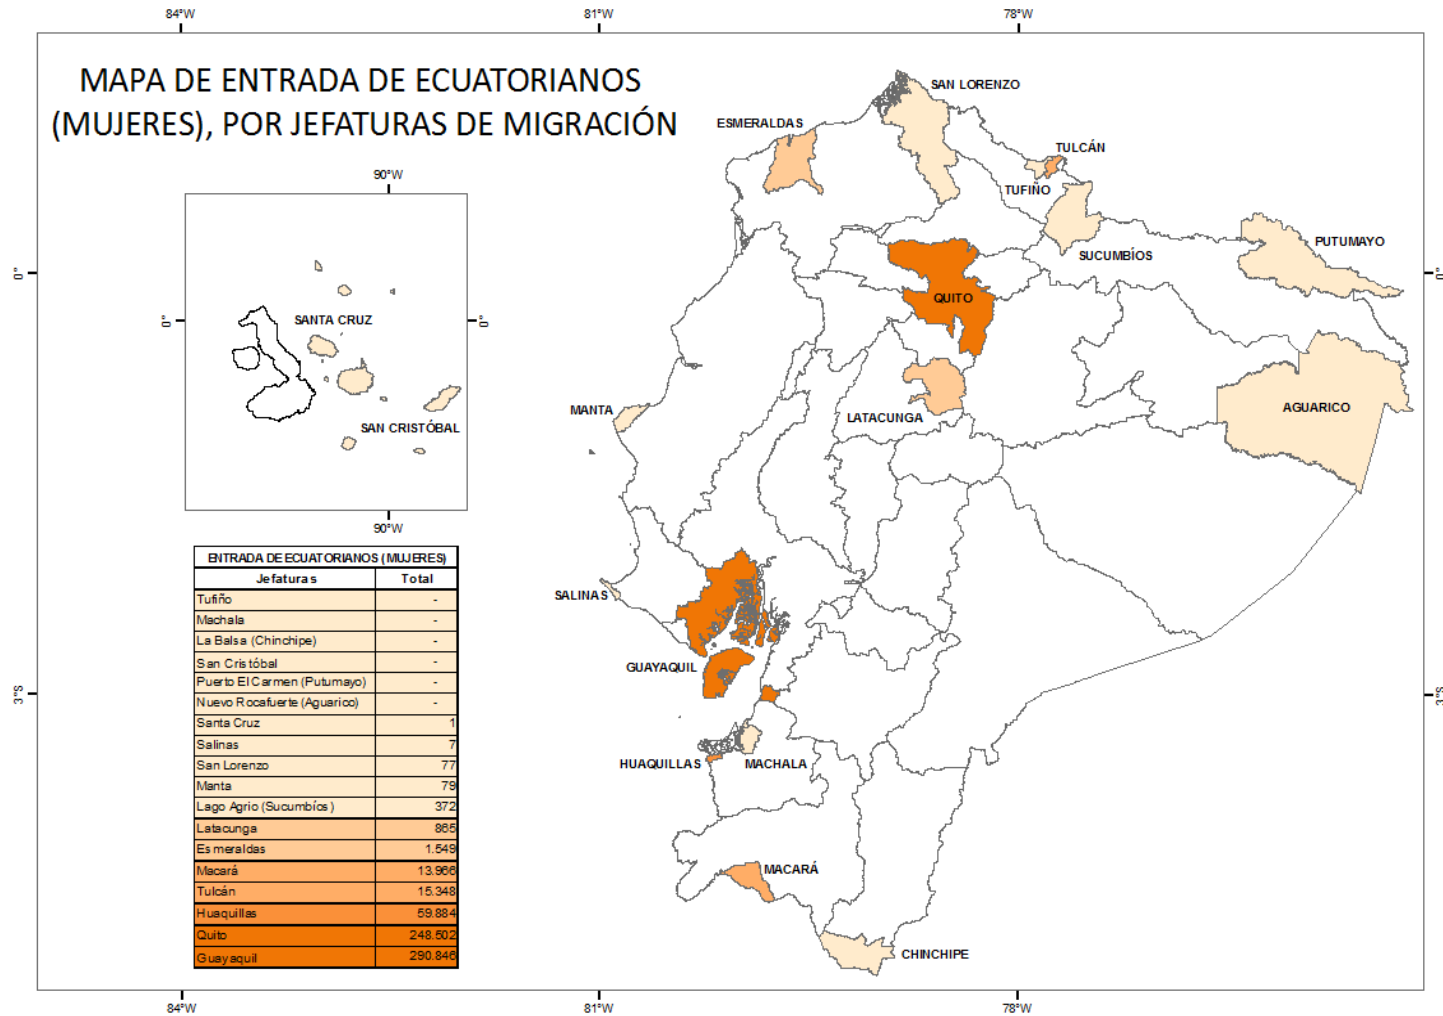 84°W
81°W
78°W
MAPA DE ENTRADA DE ECUATORIANOS
(MUJERES), POR JEFATURAS DE MIGRACIÓN
SAN LORENZO
ESMERALDAS
TULCÁN
TUFIÑO
SUCUMBÍOS
PUTUMAYO
QUITO
LATACUNGA
AGUARICO
MANTA
SALINAS
GUAYAQUIL
HUAQUILLAS
MACHALA
MACARÁ
CHINCHIPE
90°W
0°
0°
SANTA CRUZ
SAN CRISTÓBAL
90°W
0°
0°
3°S
3°S
ENTRADA DE ECUATORIANOS (MUJERES)
Jefaturas Total
Tufiño -
Machala -
La Balsa (Chinchipe) -
San Cristóbal -
Puerto El Carmen (Putumayo) -
Nuevo Rocafuerte (Aguarico) -
Santa Cruz 1
Salinas 7
San Lorenzo 77
Manta 79
Lago Agrio (Sucumbíos) 372
Latacunga 865
Esmeraldas 1.549
Macará 13.966
Tulcán 15.348
Huaquillas 59.884
Quito 248.502
Guayaquil 290.846
84°W
81°W
78°W